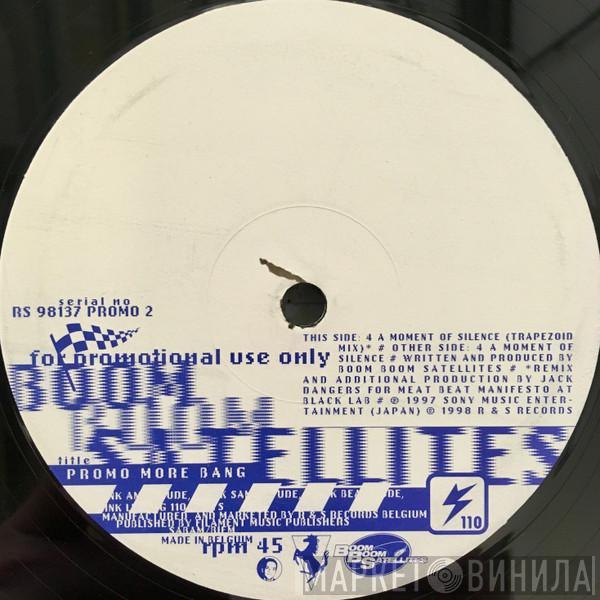 serial no
RS 98137 PROMO 2
for promotional use only
THIS SIDE: 4 A MOMENT OF SILENCE (TRAPEZOID
MIX)* # OTHER SIDE: 4 A MOMENT OF
SILENCE # WRITTEN AND PRODUCED BY
BOOM BOOM SATELLITES # *REMIX
AND ADDITIONAL PRODUCTION BY JACK
DANGERS FOR MEAT BEAT MANIFESTO AT
BLACK LAB # ℗ 1997 SONY MUSIC ENTER-
TAINMENT (JAPAN) © 1998 R & S RECORDS
BOOM
BOOM
SATELLITES
title
PROMO MORE BANG
MANUFACTURED AND MARKETED BY R & S RECORDS BELGIUM
PUBLISHED BY FILAMENT MUSIC PUBLISHERS
SABAM/BIEM
MADE IN BELGIUM
rpm 45
BOOM BOOM SATELLITES
110
МАРКЕТ ВИНИЛА